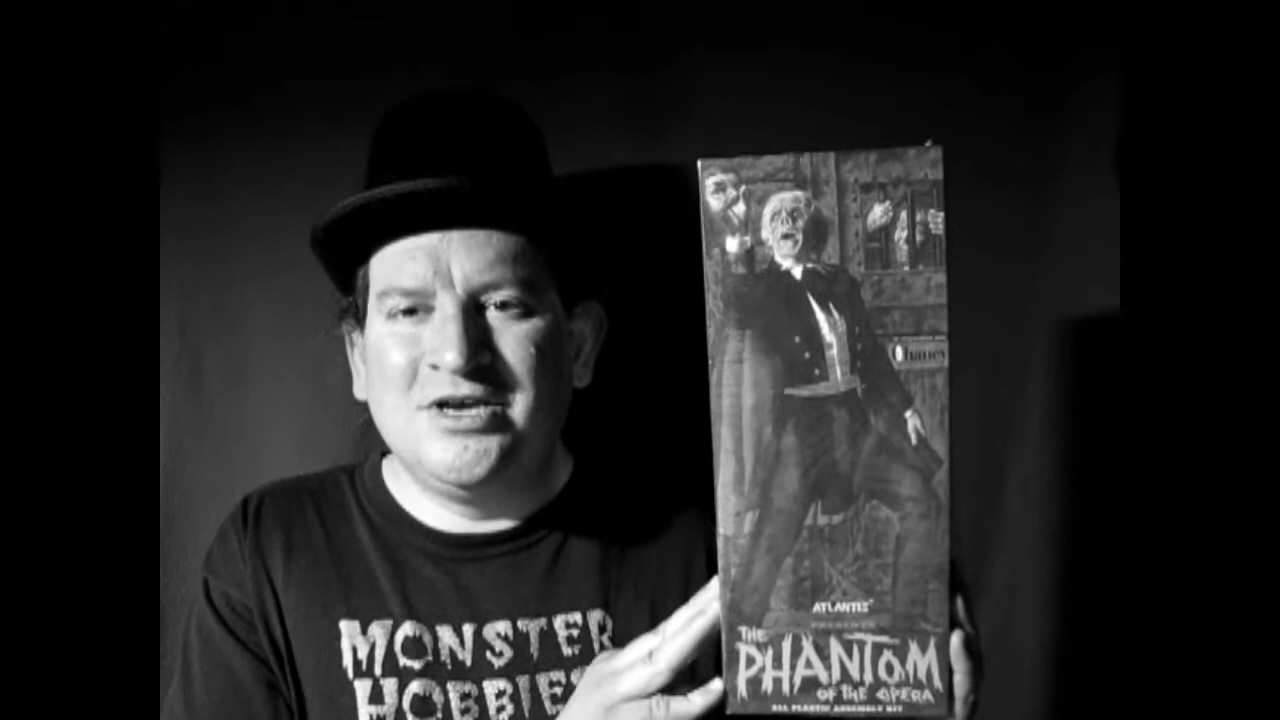 Chaney
ATLANTIS
PRESENTS
THE
PHANTOM
OF THE OPERA
ALL PLASTIC ASSEMBLY KIT
MONSTER
HOBBIES